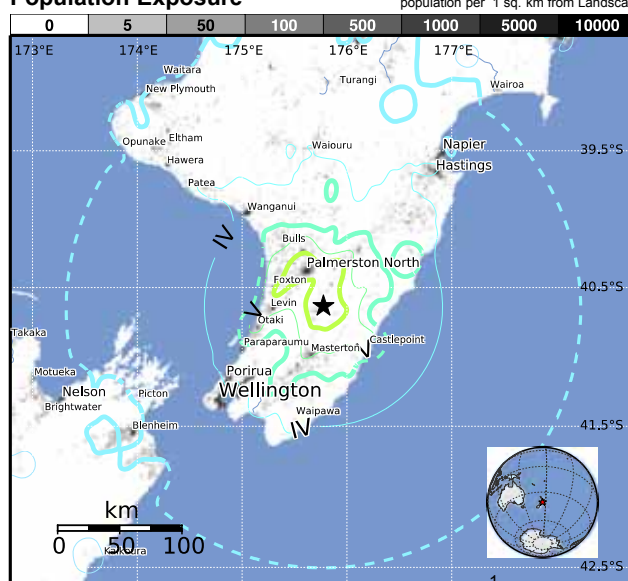 Population Exposure
population per 1 sq. km from Landsca
0 5 50 100 500 1000 5000 10000
173°E 174°E 175°E 176°E 177°E
Waitara
Turangi
Wairoa
New Plymouth
Opunake Eltham
Waiouru
Napier
39.5°S
Hawera
Hastings
Patea
Wanganui
IV
Bulls
Palmerston North
Foxton
40.5°S
Levin
V
Otaki
Takaka
Paraparaumu
Masterton
Castlepoint
V
Motueka
Porirua
Nelson
Picton
Wellington
Brightwater
Waipawa
Blenheim
IV
41.5°S
km
0 50 100
Kaikoura
42.5°S